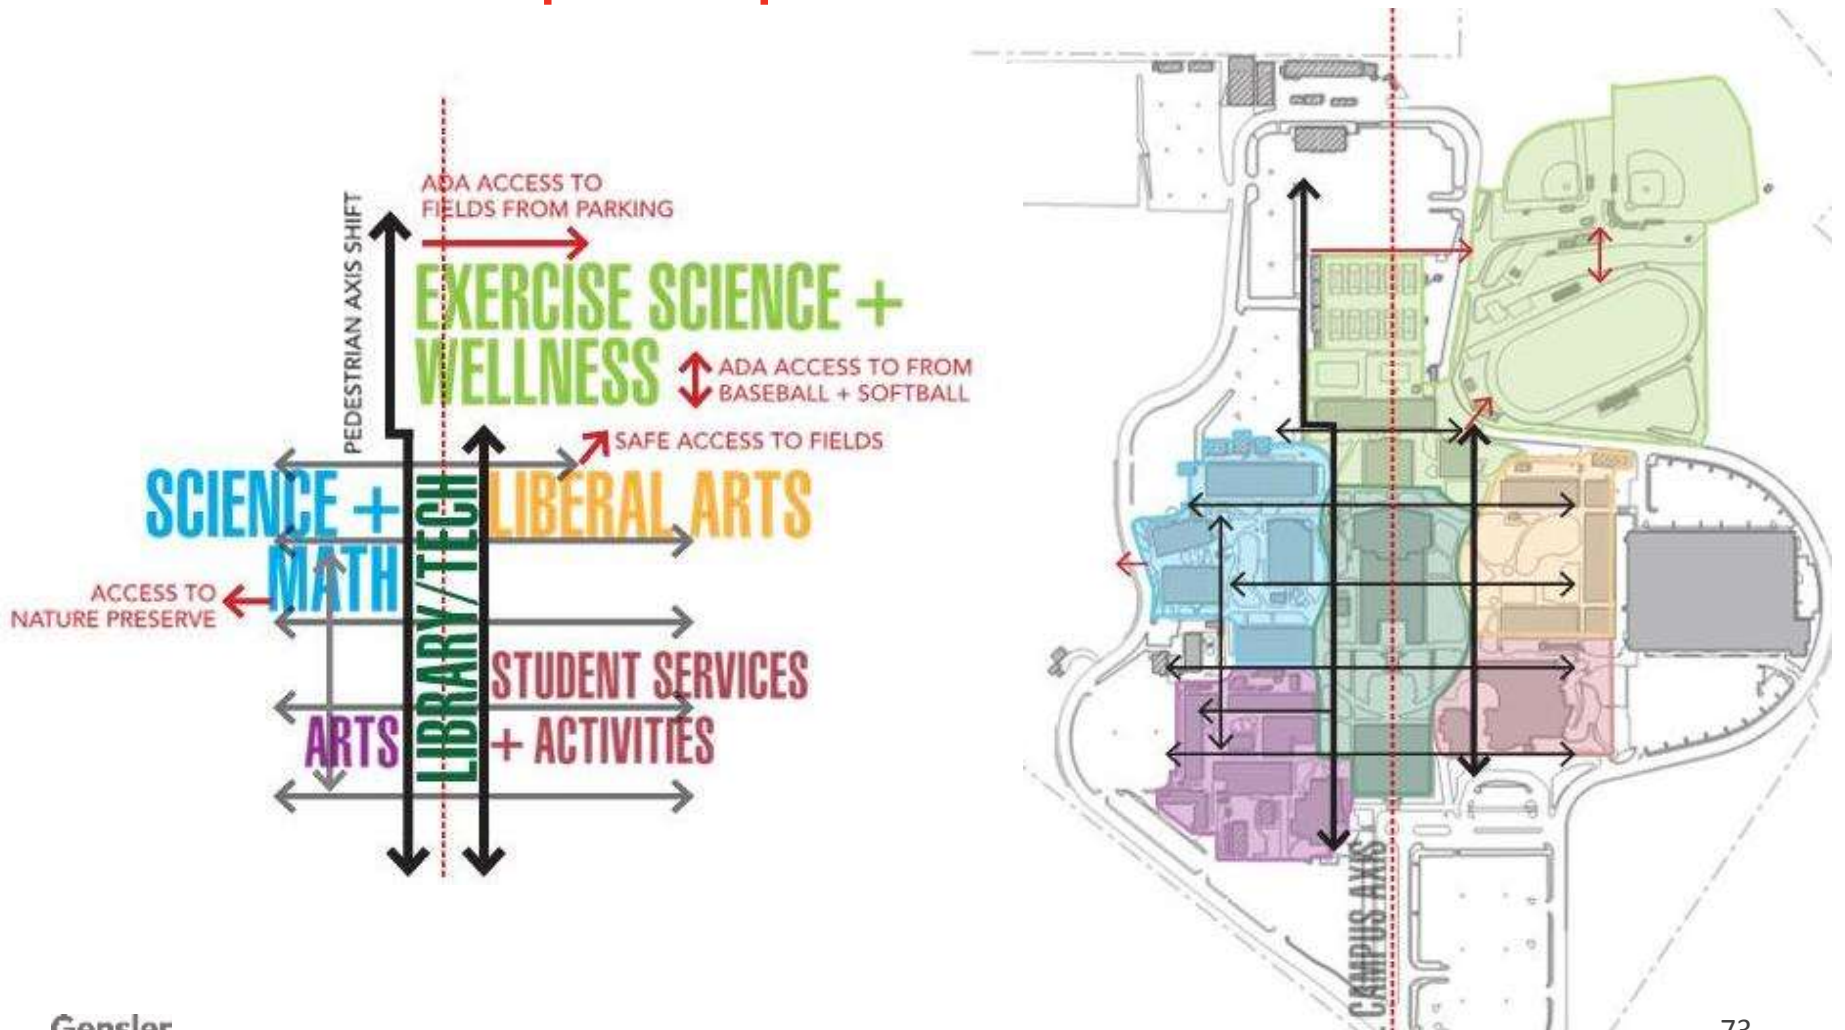 ADA ACCESS TO
FIELDS FROM PARKING
PEDESTRIAN AXIS SHIFT
EXERCISE SCIENCE +
WELLNESS
ADA ACCESS TO FROM
BASEBALL + SOFTBALL
SAFE ACCESS TO FIELDS
SCIENCE +
MATH
LIBERAL ARTS
LIBRARY/TECH
ACCESS TO
NATURE PRESERVE
STUDENT SERVICES
+ ACTIVITIES
ARTS
CAMPUS AXIS
Gensler
73